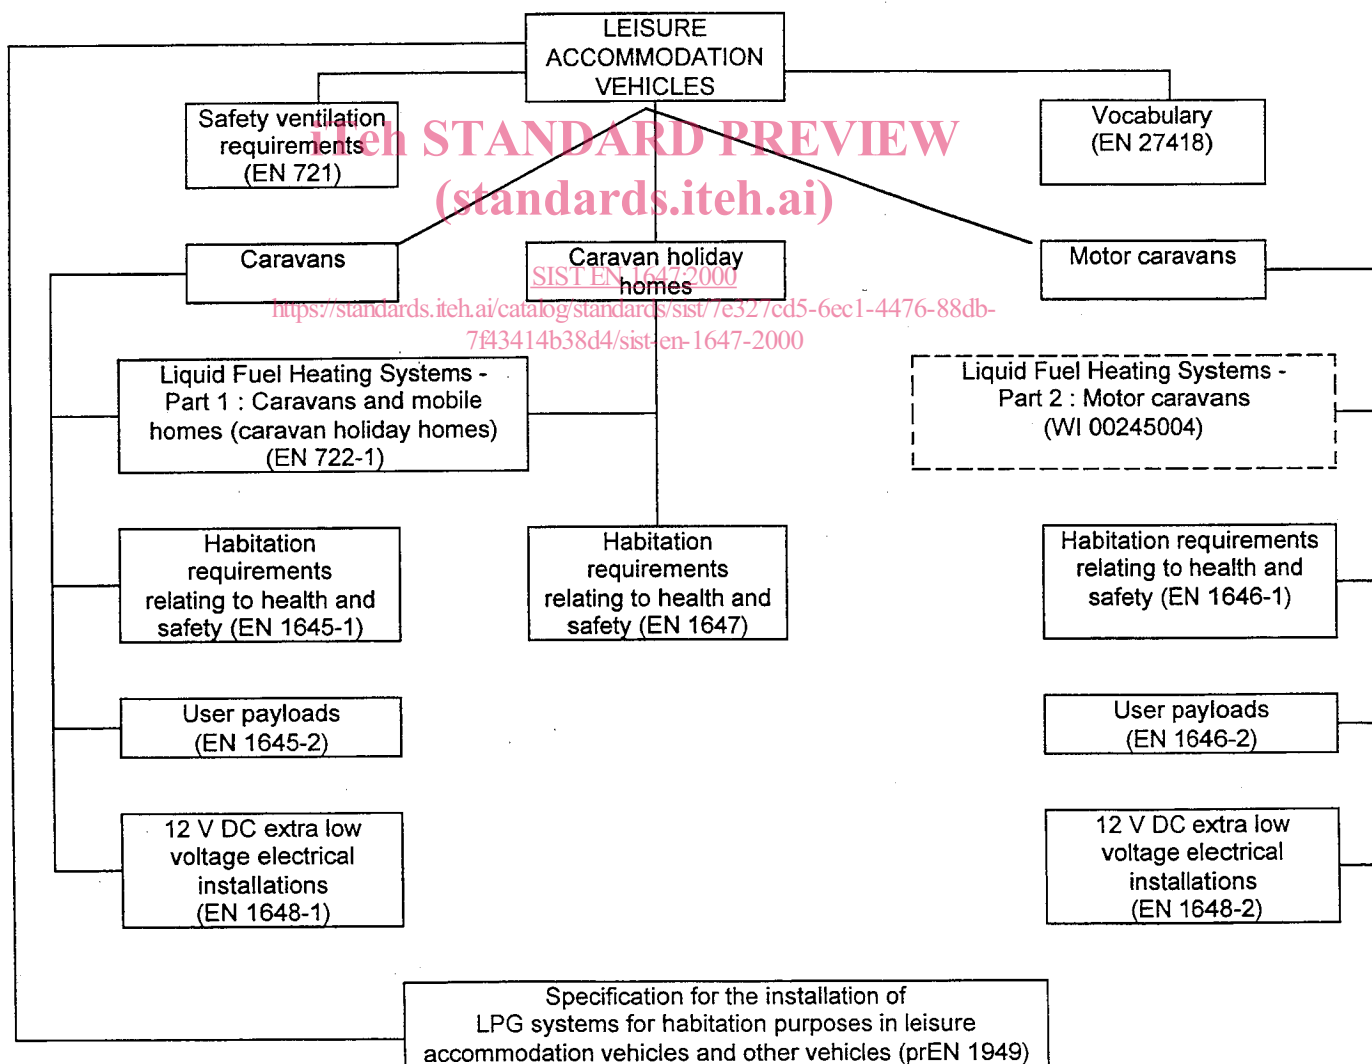 LEISURE
ACCOMMODATION
VEHICLES
Safety ventilation
requirements
(EN 721)
Vocabulary
(EN 27418)
iTeh STANDARD PREVIEW
(standards.iteh.ai)
Caravans
Caravan holiday
homes
Motor caravans
SIST EN 1647:2000
https://standards.iteh.ai/catalog/standards/sist/7e327cd5-6ec1-4476-88db-
7f43414b38d4/sist-en-1647-2000
Liquid Fuel Heating Systems -
Part 1 : Caravans and mobile
homes (caravan holiday homes)
(EN 722-1)
Liquid Fuel Heating Systems -
Part 2 : Motor caravans
(WI 00245004)
Habitation
requirements
relating to health and
safety (EN 1645-1)
Habitation
requirements
relating to health and
safety (EN 1647)
Habitation requirements
relating to health and
safety (EN 1646-1)
User payloads
(EN 1645-2)
User payloads
(EN 1646-2)
12 V DC extra low
voltage electrical
installations
(EN 1648-1)
12 V DC extra low
voltage electrical
installations
(EN 1648-2)
Specification for the installation of
LPG systems for habitation purposes in leisure
accommodation vehicles and other vehicles (prEN 1949)